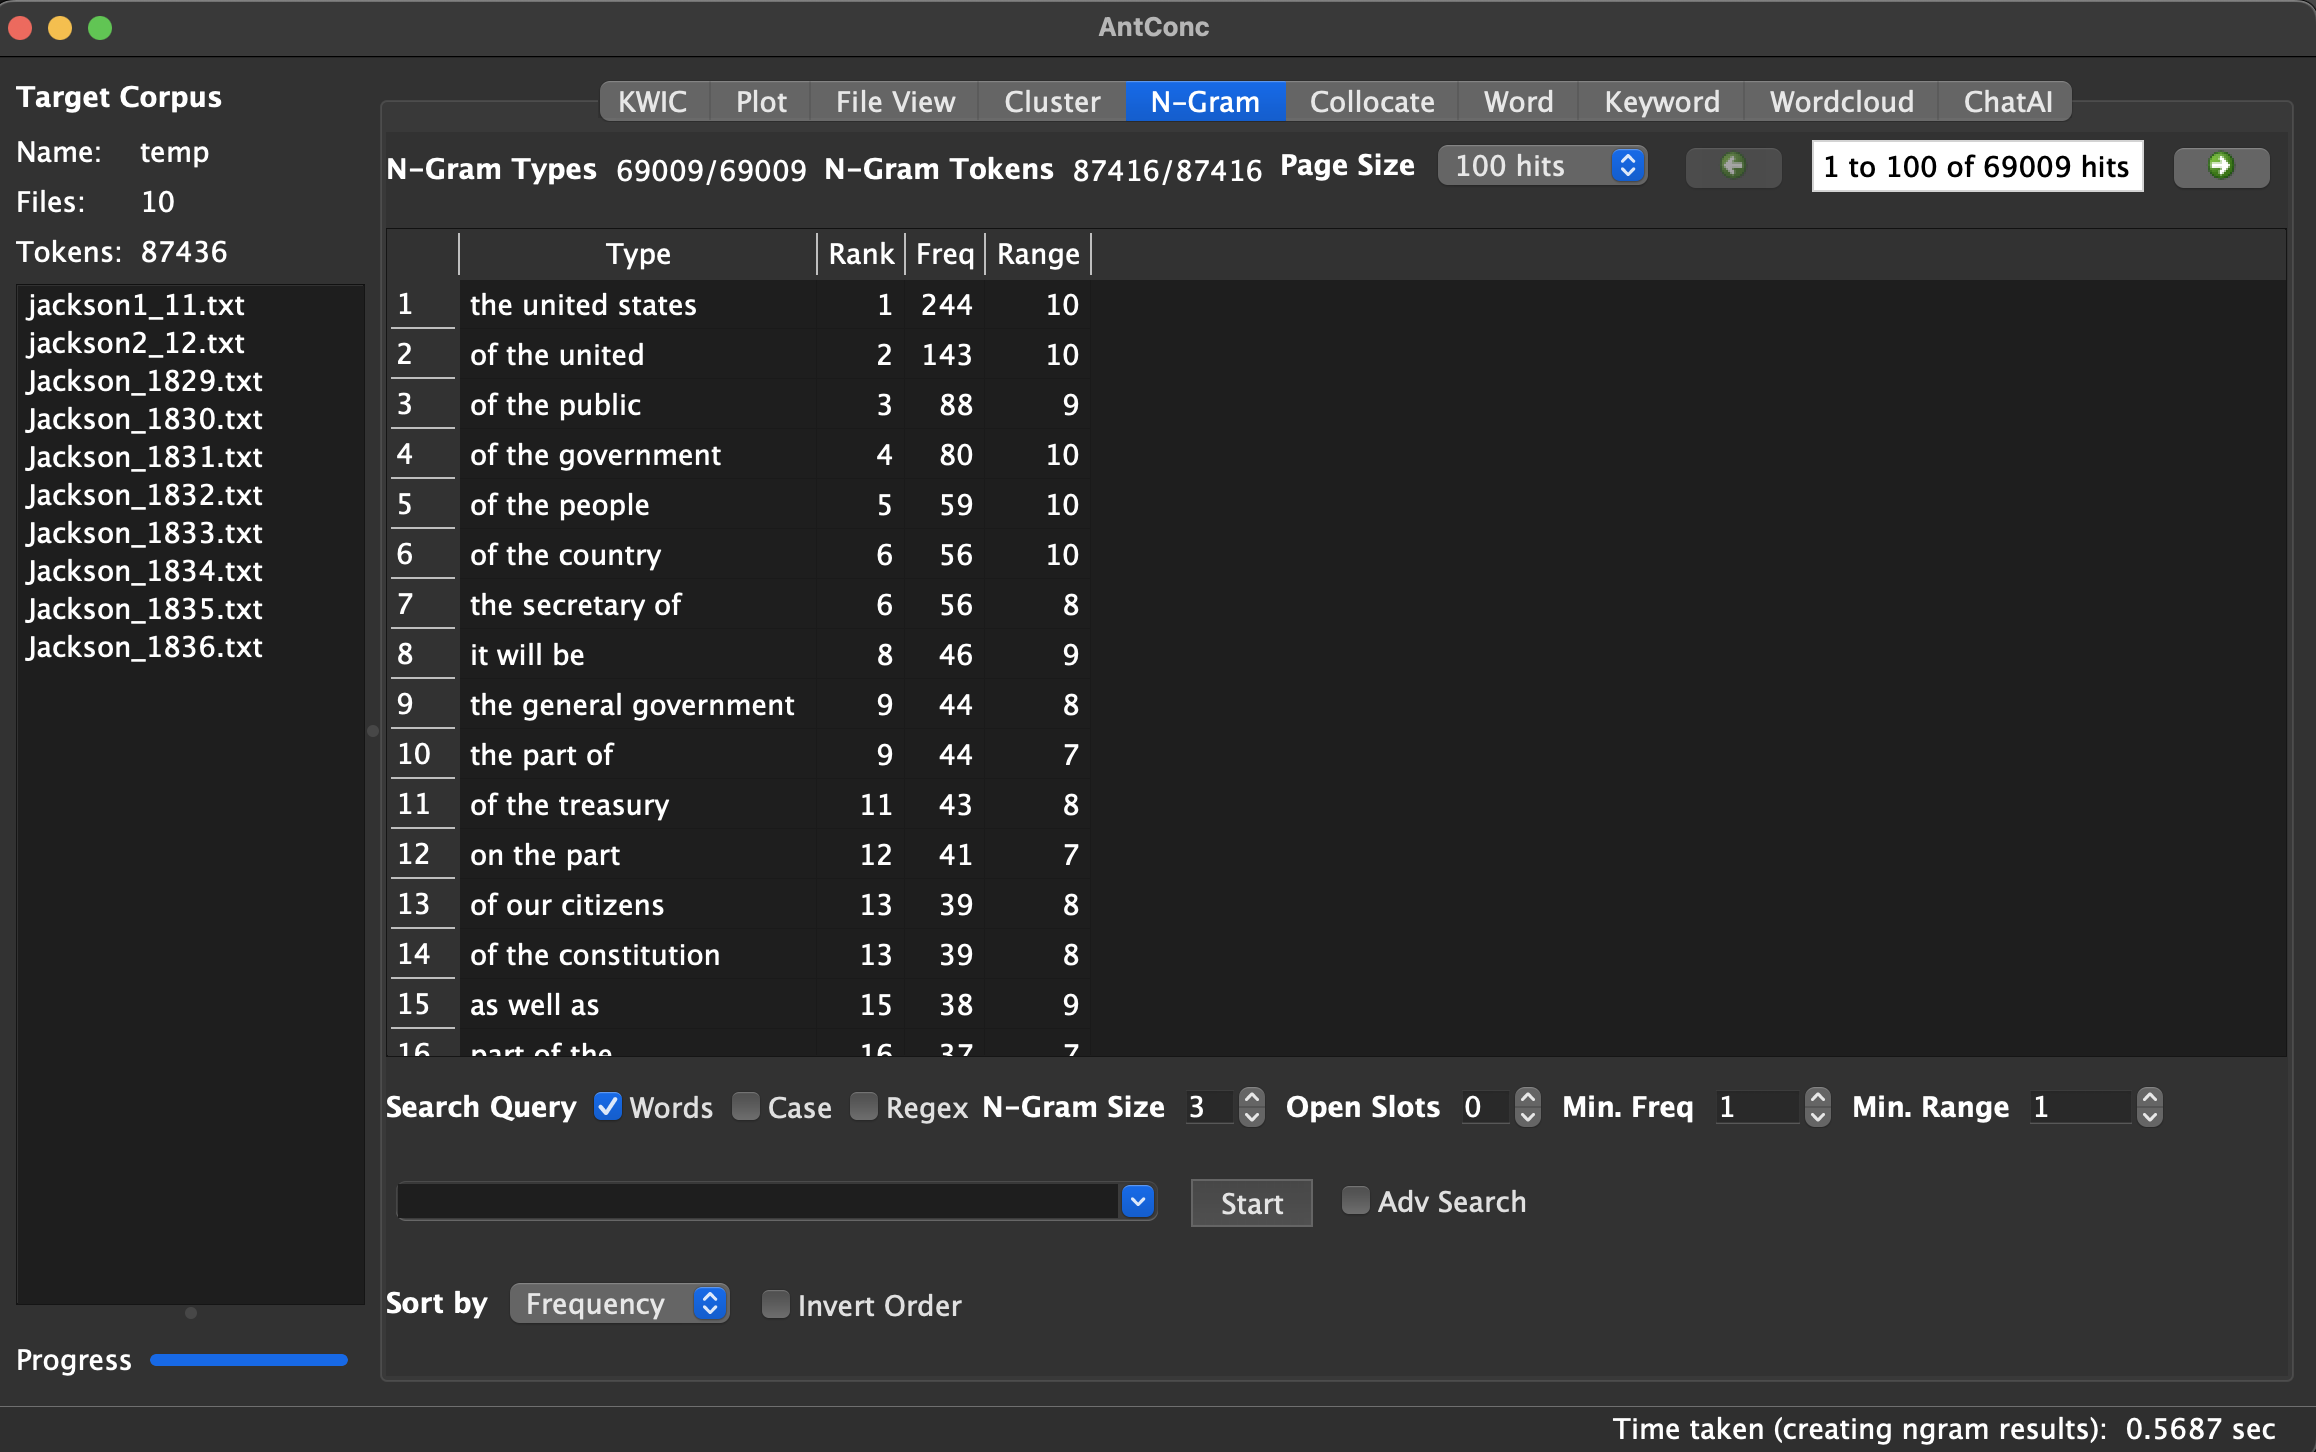 AntConc
Target Corpus
Name: temp
Files: 10
Tokens: 87436
jackson1_11.txt
jackson2_12.txt
Jackson_1829.txt
Jackson_1830.txt
Jackson_1831.txt
Jackson_1832.txt
Jackson_1833.txt
Jackson_1834.txt
Jackson_1835.txt
Jackson_1836.txt
Progress
KWIC Plot File View Cluster N-Gram Collocate Word Keyword Wordcloud ChatAI
N-Gram Types 69009/69009 N-Gram Tokens 87416/87416 Page Size 100 hits 1 to 100 of 69009 hits
Type Rank Freq Range
1 the united states 1 244 10
2 of the united 2 143 10
3 of the public 3 88 9
4 of the government 4 80 10
5 of the people 5 59 10
6 of the country 6 56 10
7 the secretary of 6 56 8
8 it will be 8 46 9
9 the general government 9 44 8
10 the part of 9 44 7
11 of the treasury 11 43 8
12 on the part 12 41 7
13 of our citizens 13 39 8
14 of the constitution 13 39 8
15 as well as 15 38 9
16 part of the 16 37 7
Search Query Words Case Regex N-Gram Size 3 Open Slots 0 Min. Freq 1 Min. Range 1
Start Adv Search
Sort by Frequency Invert Order
Time taken (creating ngram results): 0.5687 sec